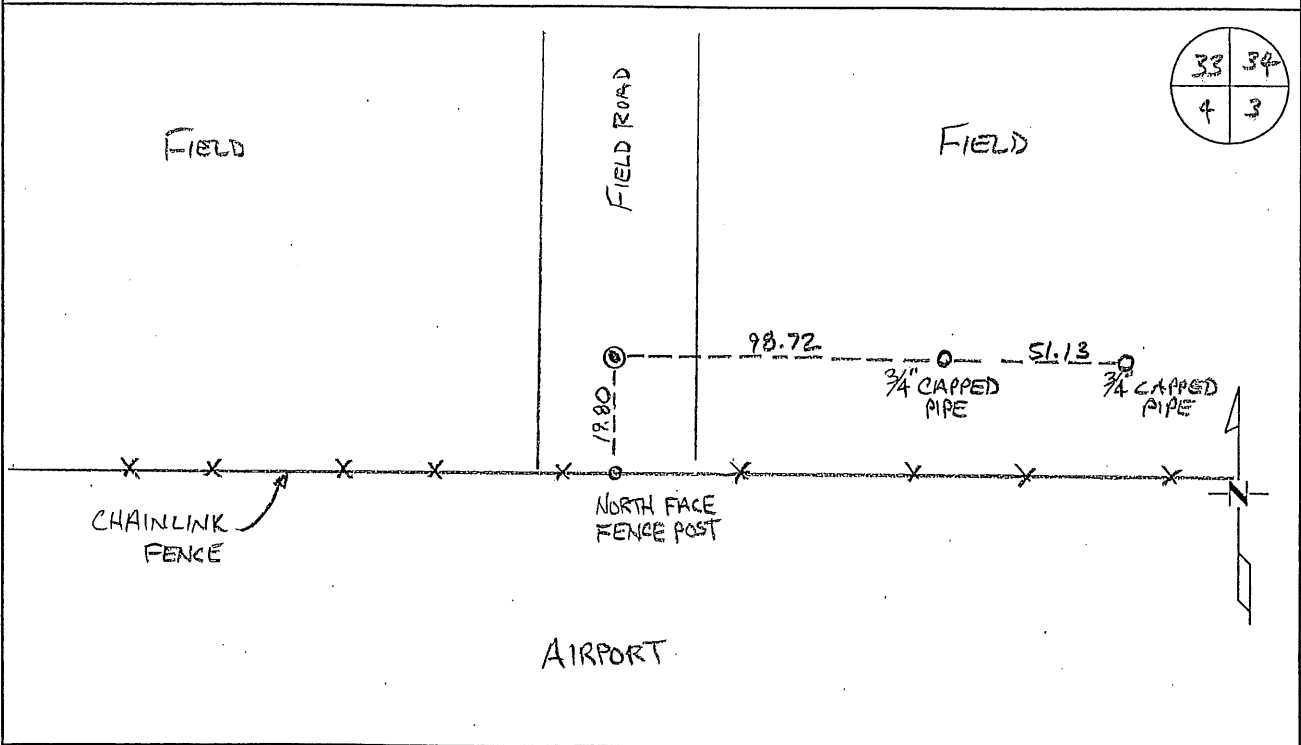 33 34
4 3
FIELD
FIELD ROAD
FIELD
98.72
51.13
3/4" CAPPED
PIPE
3/4" CAPPED
PIPE
19.80
NORTH FACE
FENCE POST
CHAINLINK
FENCE
N
AIRPORT